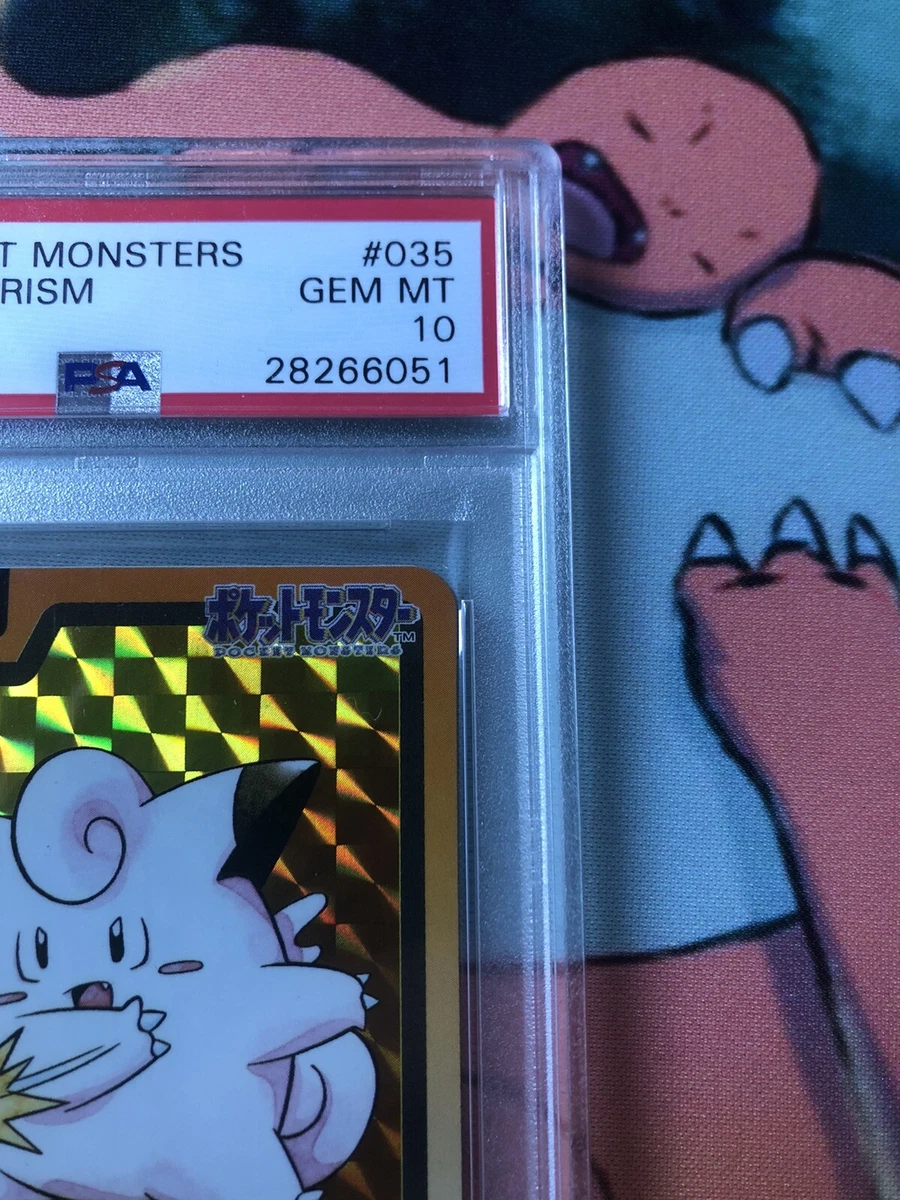 T MONSTERS #035
RISM GEM MT
10
PSA 28266051
ポケットモンスター TM
POCKET MONSTERS